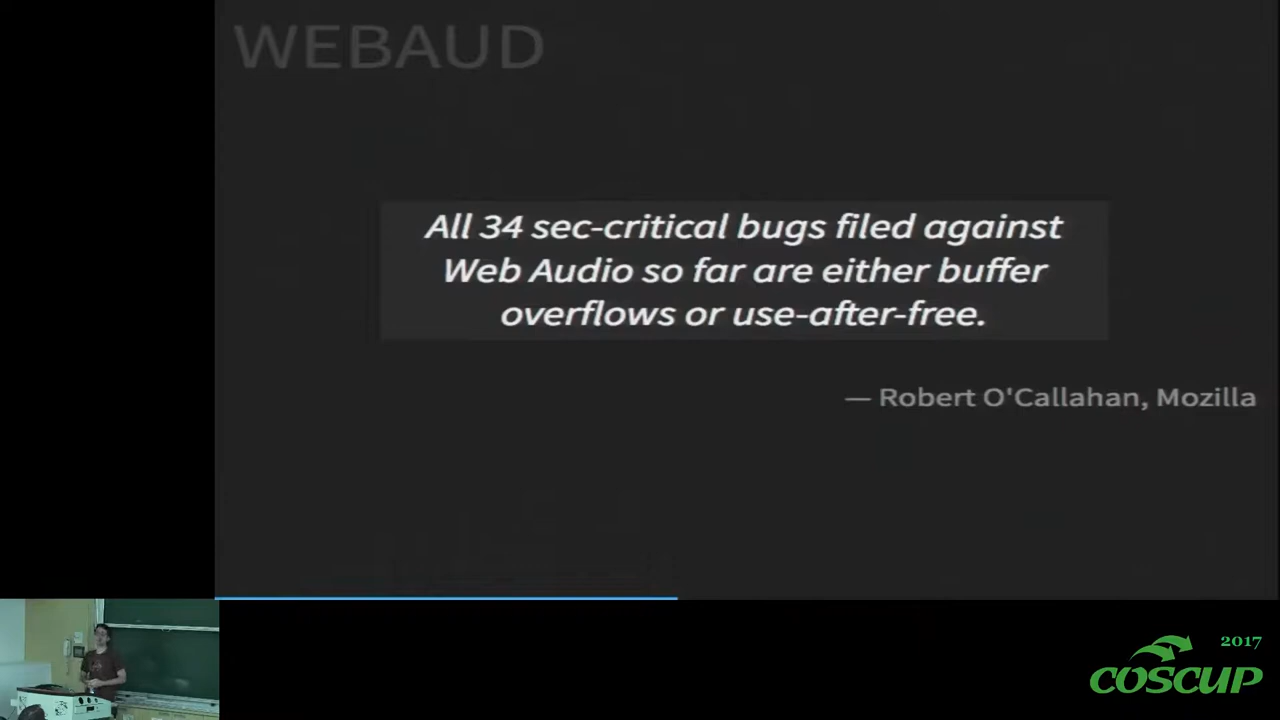 WEBAUD
All 34 sec-critical bugs filed against
Web Audio so far are either buffer
overflows or use-after-free.
— Robert O'Callahan, Mozilla
2017
COSCUP